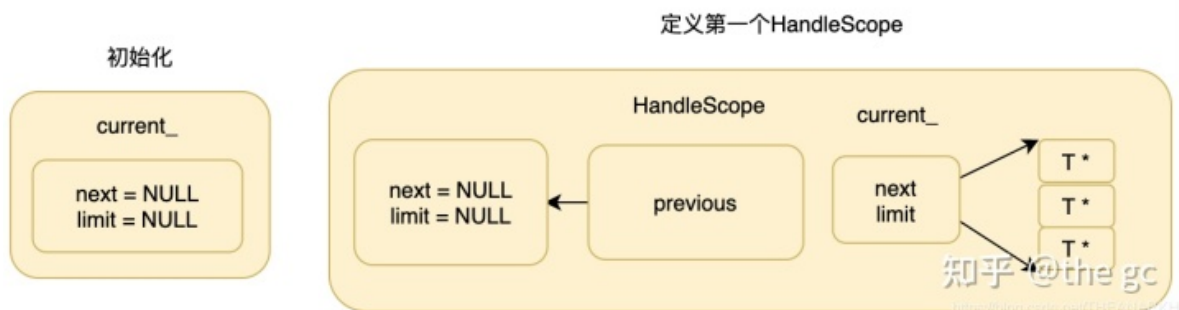 定义第一个HandleScope
初始化
HandleScope
current_
current_
next = NULL
limit = NULL
next = NULL
limit = NULL
previous
next
limit
T *
T *
T *
知乎 @the gc